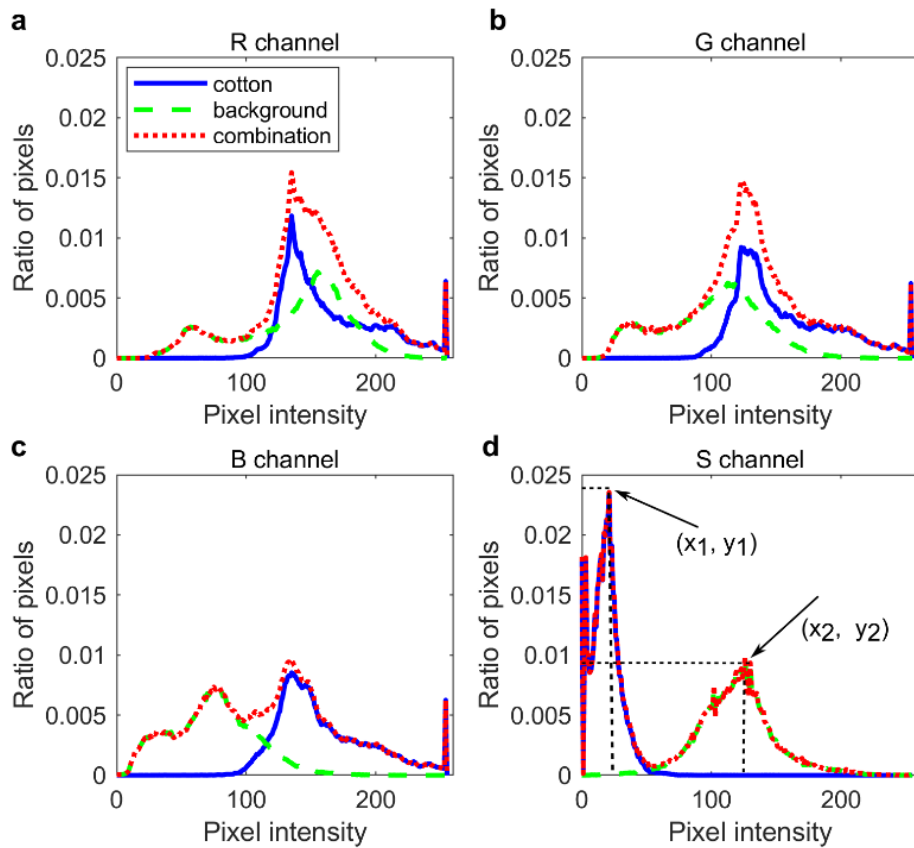 a
R channel
0.025
0.02
0.015
0.01
0.005
0
Ratio of pixels
cotton
background
combination
0
100
200
Pixel intensity
b
G channel
0.025
0.02
0.015
0.01
0.005
0
Ratio of pixels
0
100
200
Pixel intensity
c
B channel
0.025
0.02
0.015
0.01
0.005
0
Ratio of pixels
0
100
200
Pixel intensity
d
S channel
0.025
0.02
0.015
0.01
0.005
0
Ratio of pixels
(x1, y1)
(x2, y2)
0
100
200
Pixel intensity